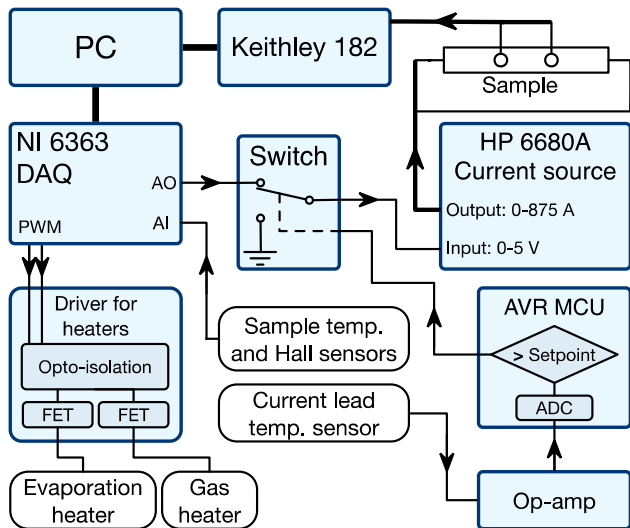 PC
Keithley 182
Sample
NI 6363
DAQ
AO
AI
PWM
Switch
HP 6680A
Current source
Output: 0-875 A
Input: 0-5 V
Driver for
heaters
Opto-isolation
FET
FET
Sample temp.
and Hall sensors
AVR MCU
> Setpoint
ADC
Current lead
temp. sensor
Evaporation
heater
Gas
heater
Op-amp